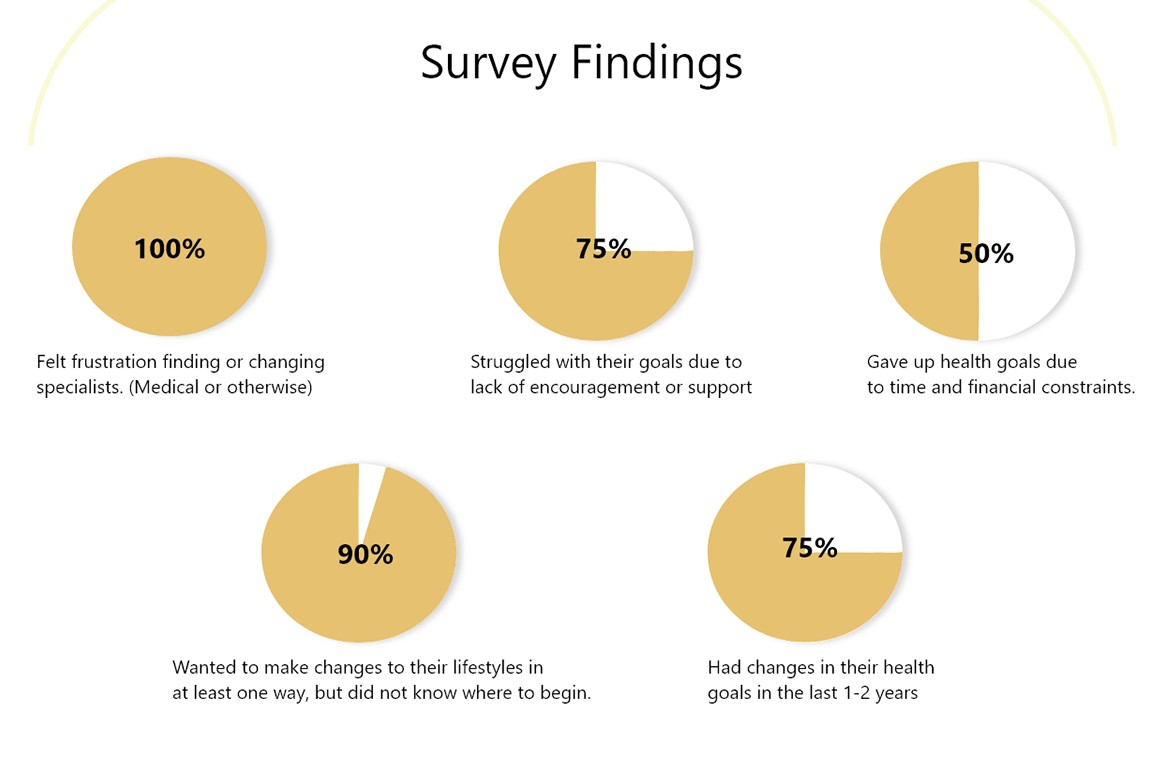 Survey Findings
100%
75%
50%
Felt frustration finding or changing
specialists. (Medical or otherwise)
Struggled with their goals due to
lack of encouragement or support
Gave up health goals due
to time and financial constraints.
90%
75%
Wanted to make changes to their lifestyles in
at least one way, but did not know where to begin.
Had changes in their health
goals in the last 1-2 years